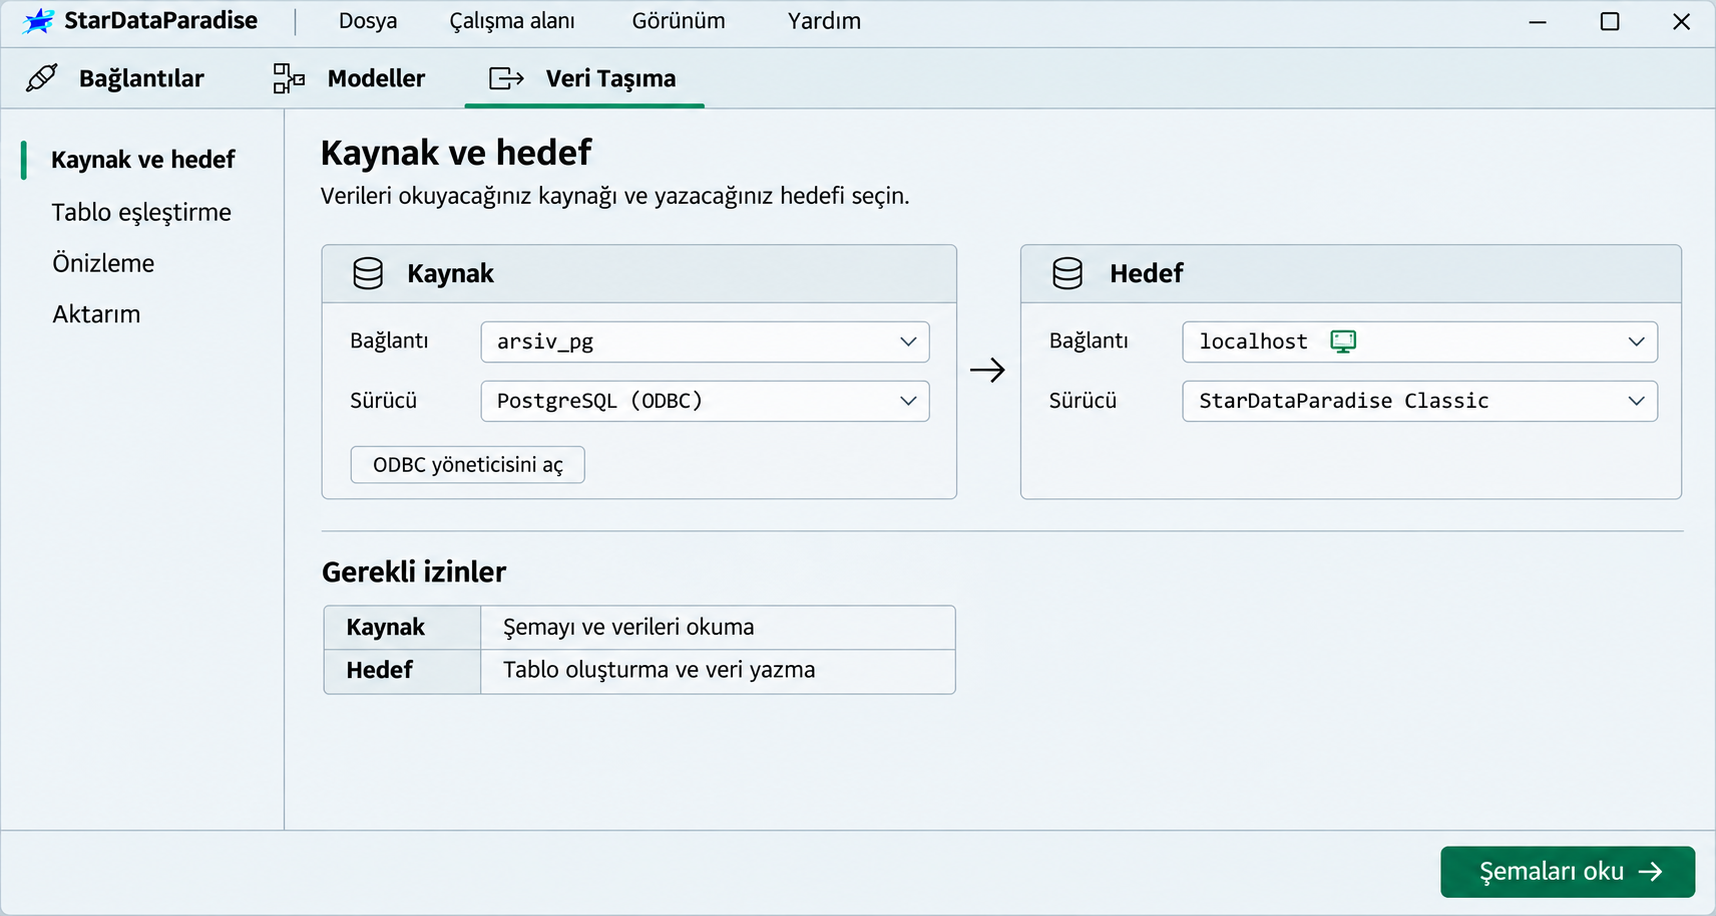 StarDataParadise
Dosya
Çalışma alanı
Görünüm
Yardım
Bağlantılar
Modeller
Veri Taşıma
Kaynak ve hedef
Tablo eşleştirme
Önizleme
Aktarım
Kaynak ve hedef
Verileri okuyacağınız kaynağı ve yazacağınız hedefi seçin.
Kaynak
Bağlantı
arsiv_pg
Sürücü
PostgreSQL (ODBC)
ODBC yöneticisini aç
Hedef
Bağlantı
localhost
Sürücü
StarDataParadise Classic
Gerekli izinler
Kaynak
Şemayı ve verileri okuma
Hedef
Tablo oluşturma ve veri yazma
Şemaları oku